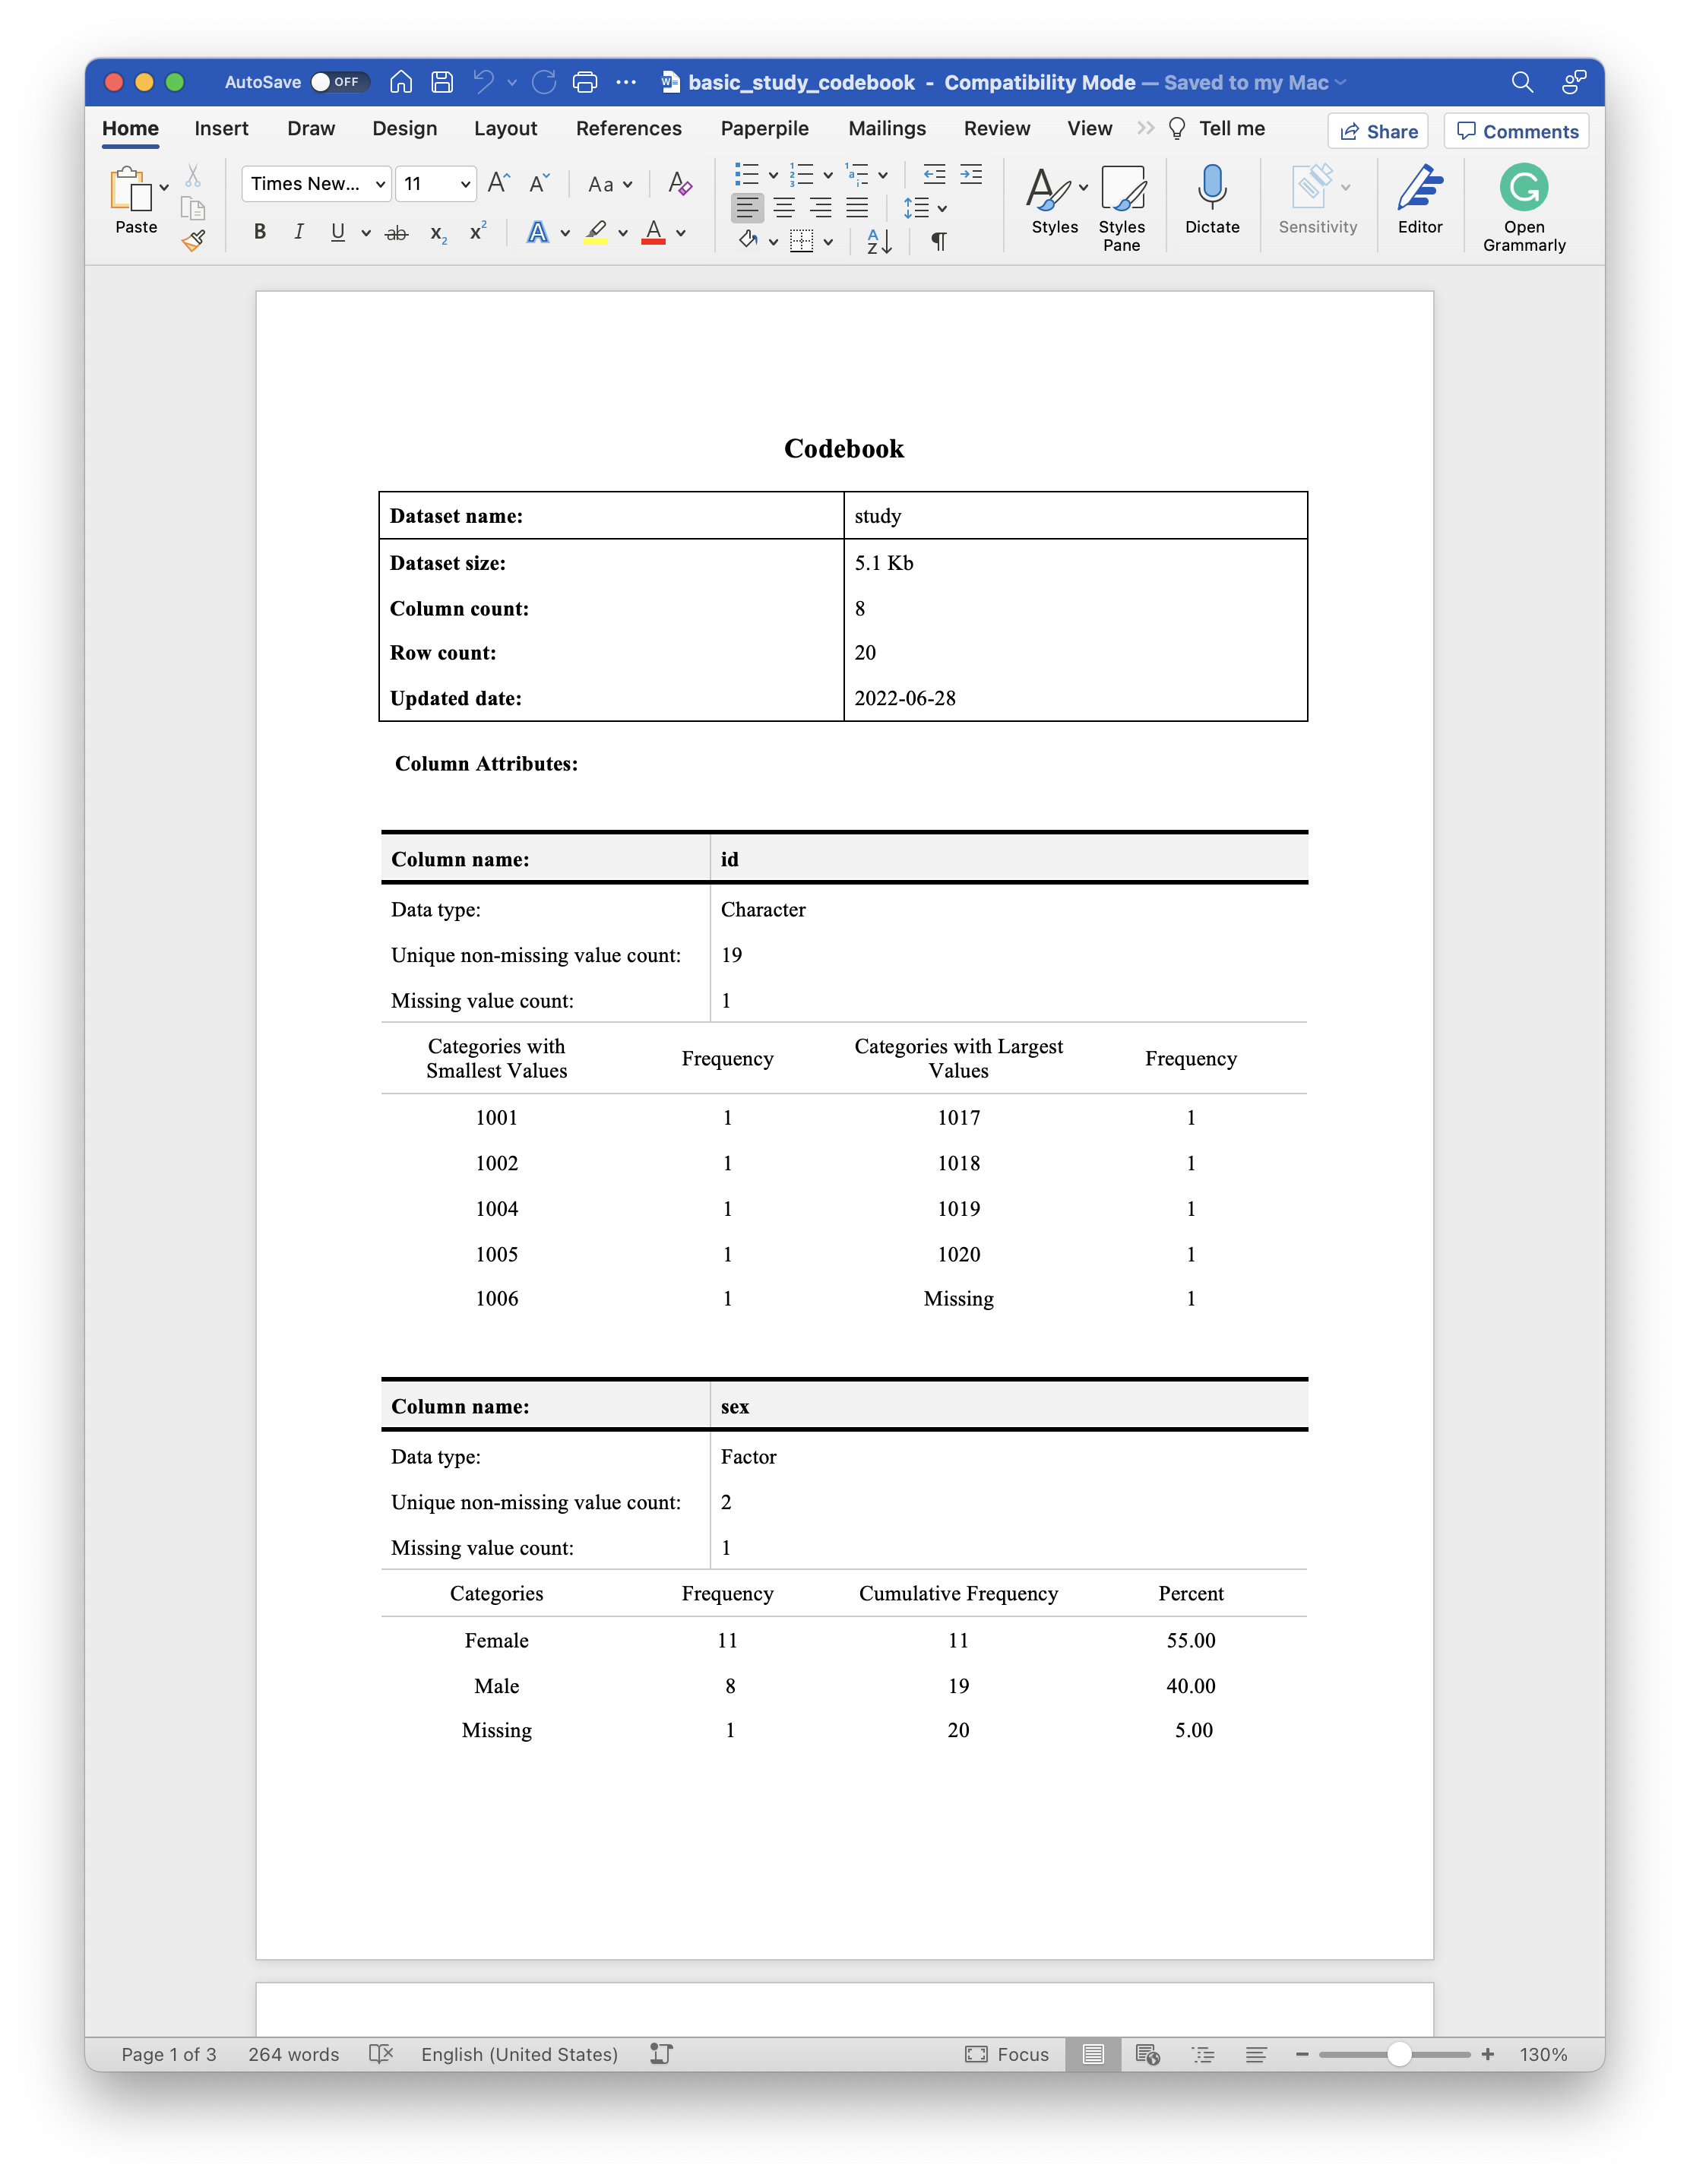 AutoSave OFF basic_study_codebook - Compatibility Mode — Saved to my Mac
Home Insert Draw Design Layout References Paperpile Mailings Review View Tell me Share Comments
Paste Times New... 11 Aa Styles Styles Pane Dictate Sensitivity Editor Open Grammarly
Codebook
Dataset name: study
Dataset size: 5.1 Kb
Column count: 8
Row count: 20
Updated date: 2022-06-28
Column Attributes:
Column name: id
Data type: Character
Unique non-missing value count: 19
Missing value count: 1
Categories with Smallest Values Frequency Categories with Largest Values Frequency
1001 1 1017 1
1002 1 1018 1
1004 1 1019 1
1005 1 1020 1
1006 1 Missing 1
Column name: sex
Data type: Factor
Unique non-missing value count: 2
Missing value count: 1
Categories Frequency Cumulative Frequency Percent
Female 11 11 55.00
Male 8 19 40.00
Missing 1 20 5.00
Page 1 of 3 264 words English (United States) Focus 130%